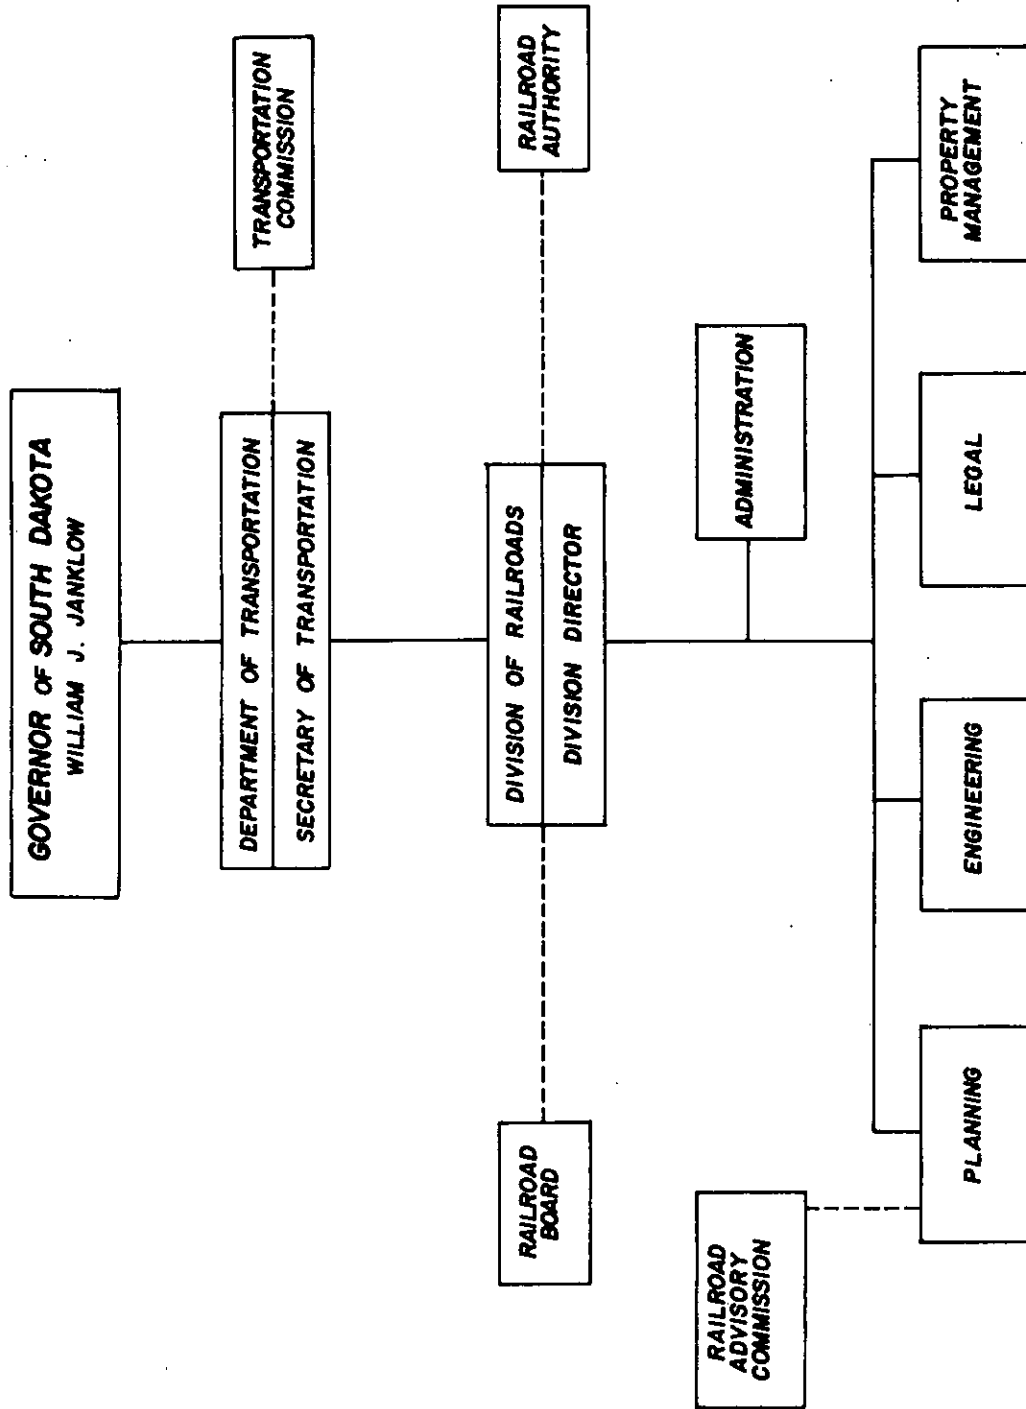 GOVERNOR OF SOUTH DAKOTA
WILLIAM J. JANKLOW
DEPARTMENT OF TRANSPORTATION
SECRETARY OF TRANSPORTATION
TRANSPORTATION
COMMISSION
RAILROAD
BOARD
DIVISION OF RAILROADS
DIVISION DIRECTOR
RAILROAD
AUTHORITY
RAILROAD
ADVISORY
COMMISSION
ADMINISTRATION
PLANNING
ENGINEERING
LEGAL
PROPERTY
MANAGEMENT